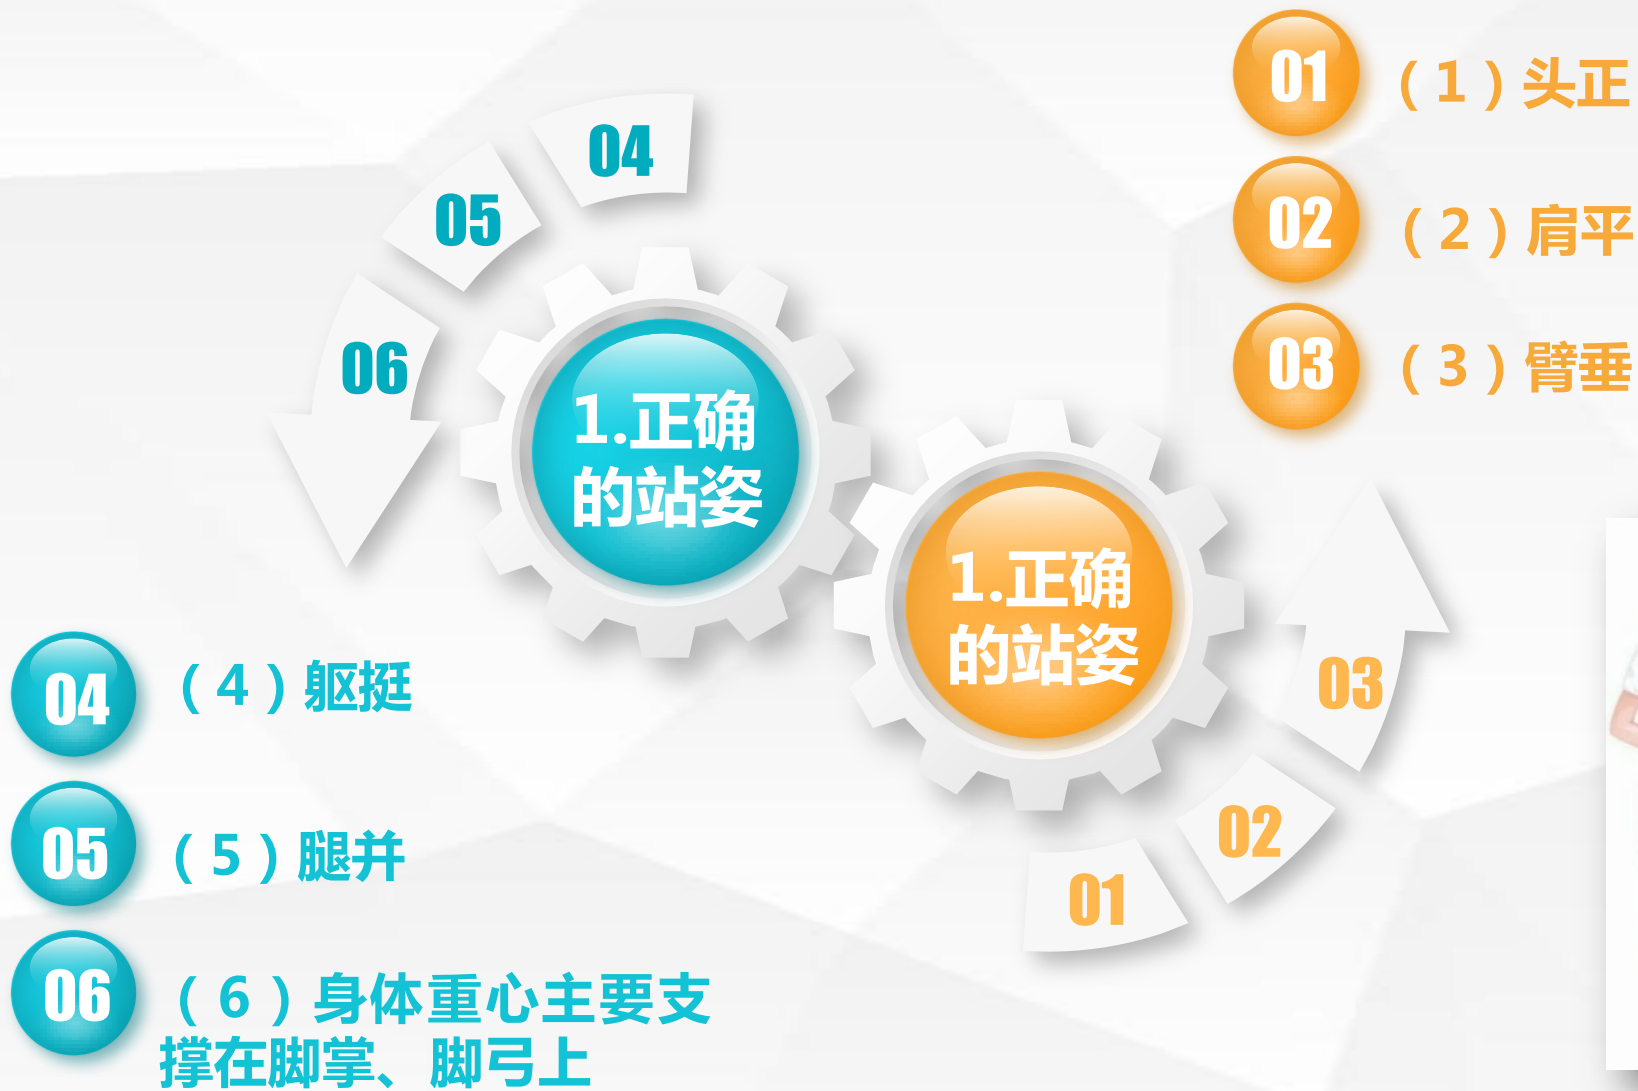 04
05
06
1.正确
的站姿
01
（1）头正
02
（2）肩平
03
（3）臂垂
1.正确
的站姿
03
02
01
04
（4）躯挺
05
（5）腿并
06
（6）身体重心主要支
撑在脚掌、脚弓上